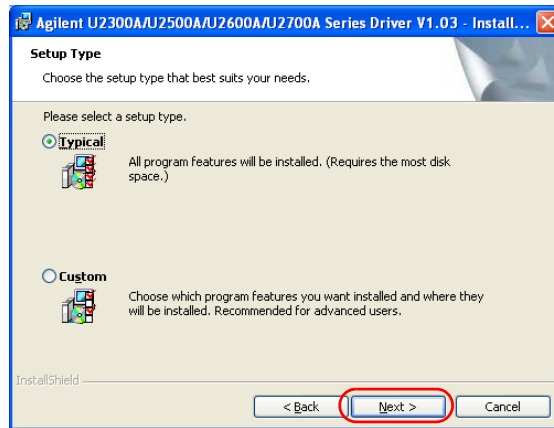 Agilent U2300A/U2500A/U2600A/U2700A Series Driver V1.03 - Install...
Setup Type
Choose the setup type that best suits your needs.
Please select a setup type.
Typical
All program features will be installed. (Requires the most disk
space.)
Custom
Choose which program features you want installed and where they
will be installed. Recommended for advanced users.
InstallShield
< Back
Next >
Cancel